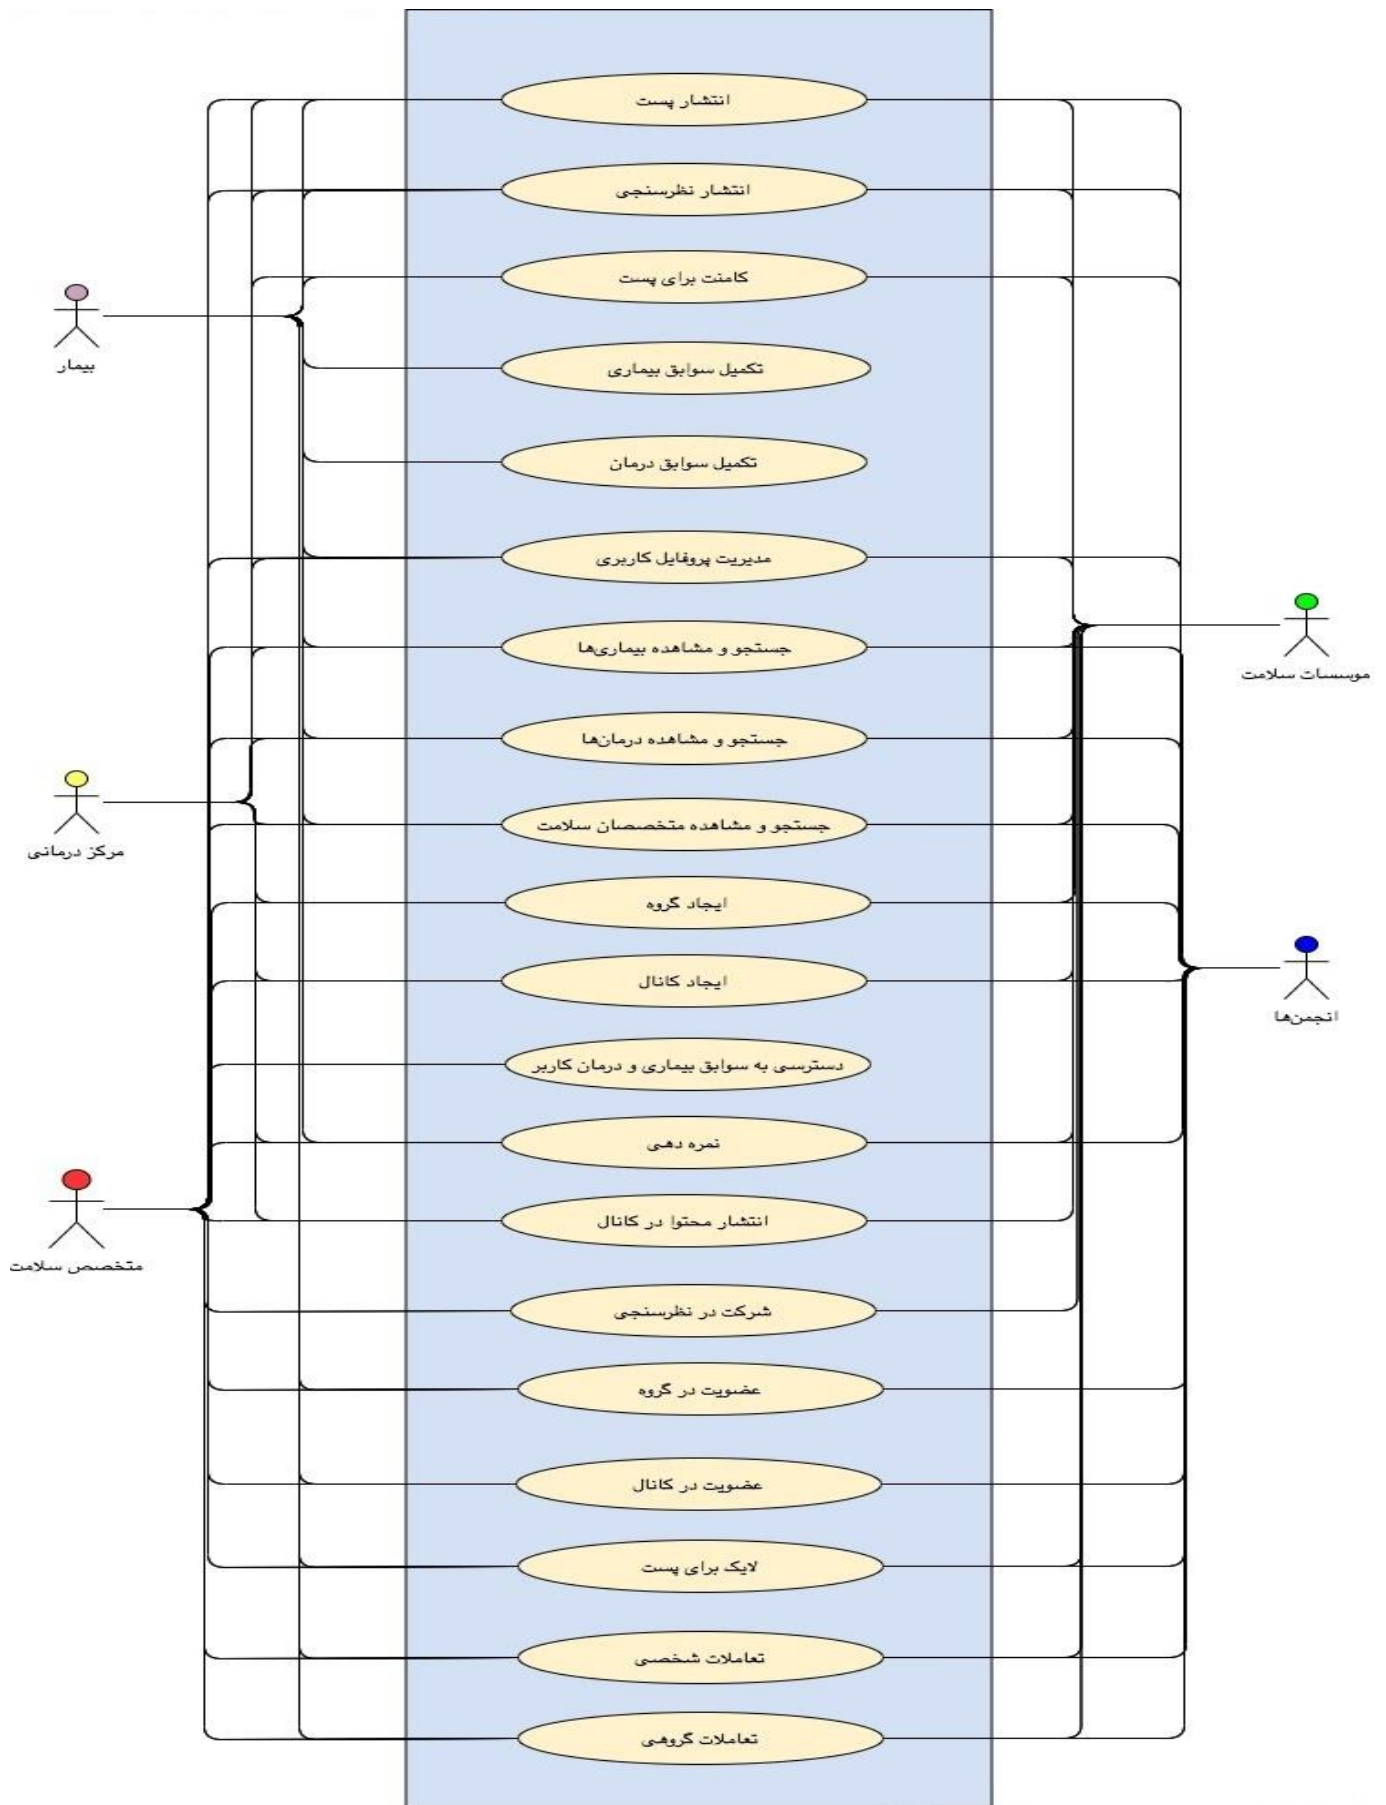 انتشار پست
انتشار نظرسنجی
کامنت برای پست
بیمار
تکمیل سوابق بیماری
تکمیل سوابق درمان
مدیریت پروفایل کاربری
جستجو و مشاهده بیماری‌ها
موسسات سلامت
جستجو و مشاهده درمان‌ها
جستجو و مشاهده متخصصان سلامت
مرکز درمانی
ایجاد گروه
ایجاد کانال
انجمن‌ها
دسترسی به سوابق بیماری و درمان کاربر
نمره دهی
انتشار محتوا در کانال
متخصص سلامت
شرکت در نظرسنجی
عضویت در گروه
عضویت در کانال
لایک برای پست
تعاملات شخصی
تعاملات گروهی